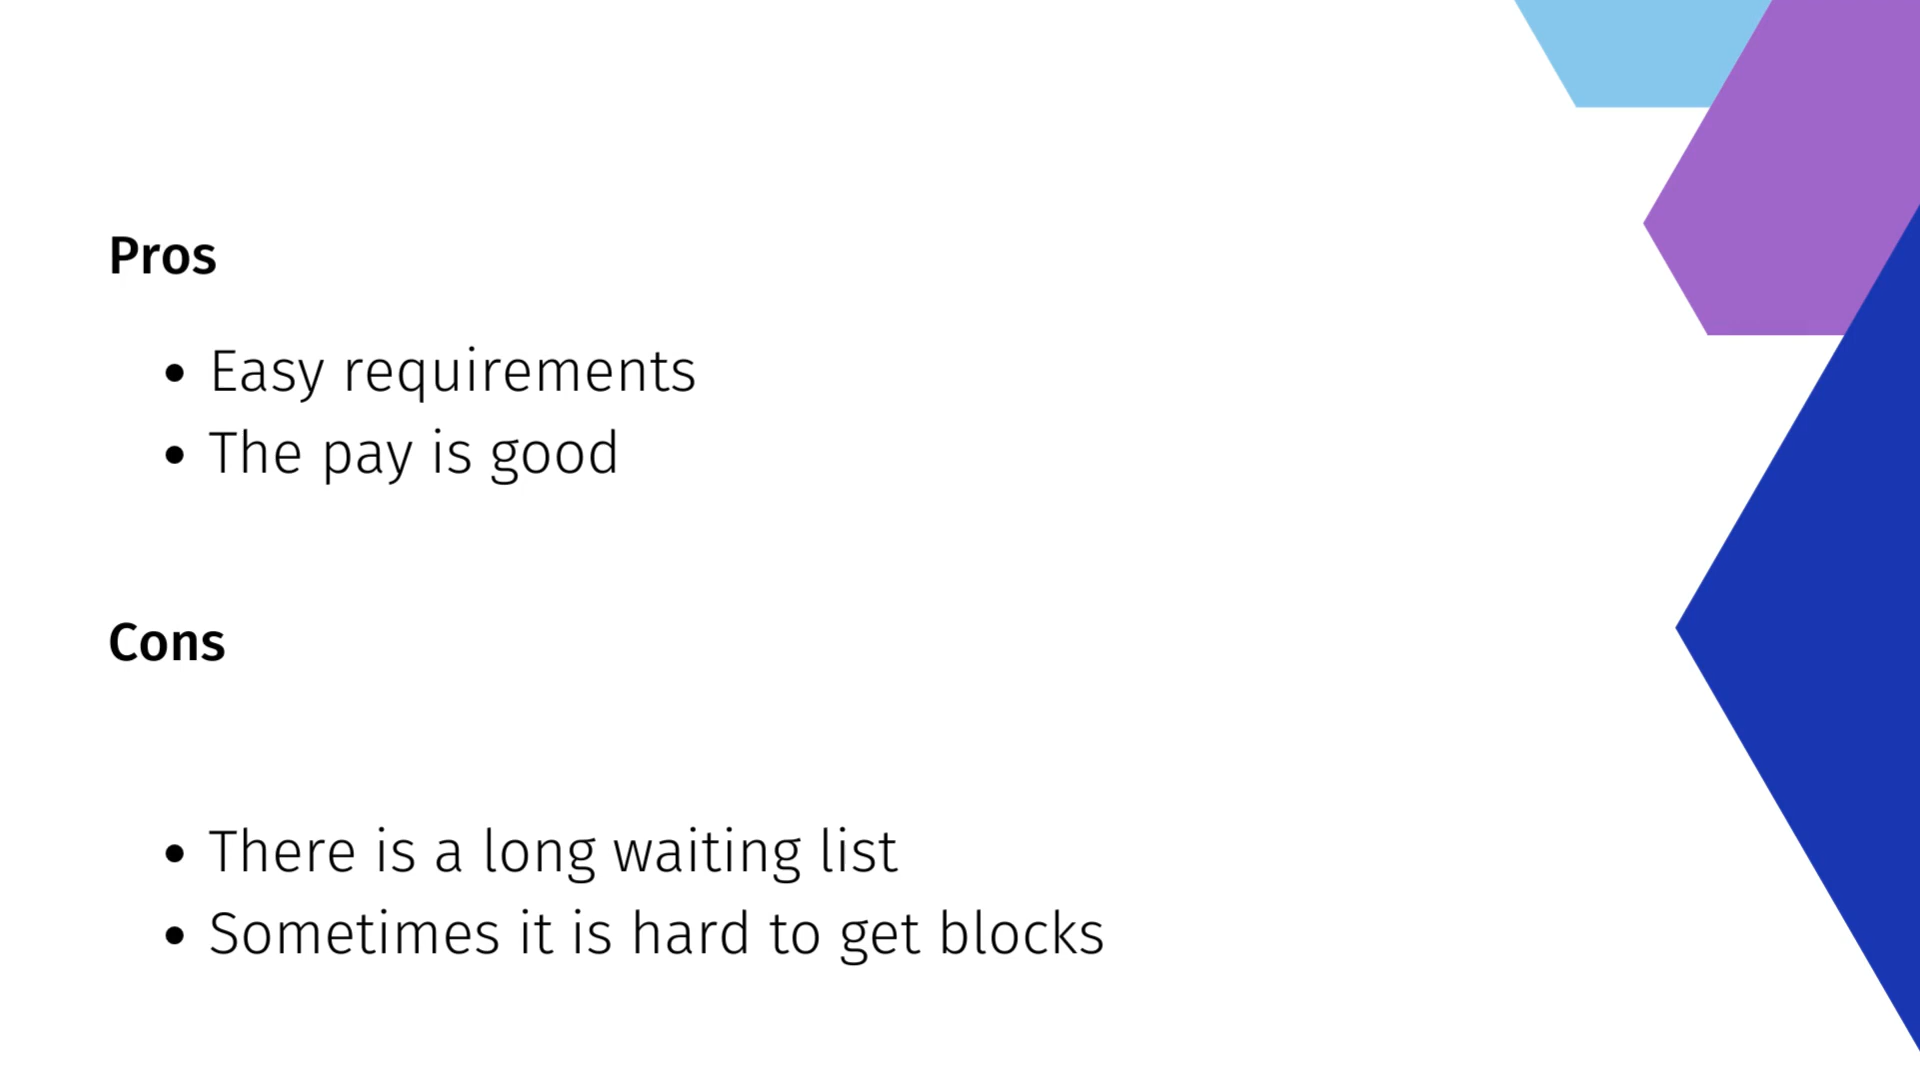 Pros
• Easy requirements
• The pay is good
Cons
• There is a long waiting list
• Sometimes it is hard to get blocks